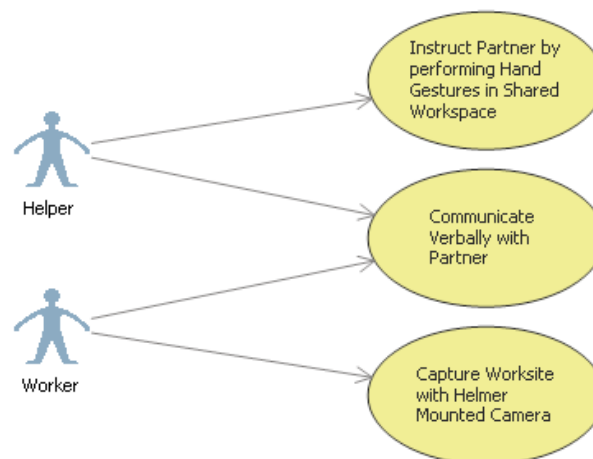 Instruct Partner by
performing Hand
Gestures in Shared
Workspace
Helper
Communicate
Verbally with
Partner
Worker
Capture Worksite
with Helmer
Mounted Camera